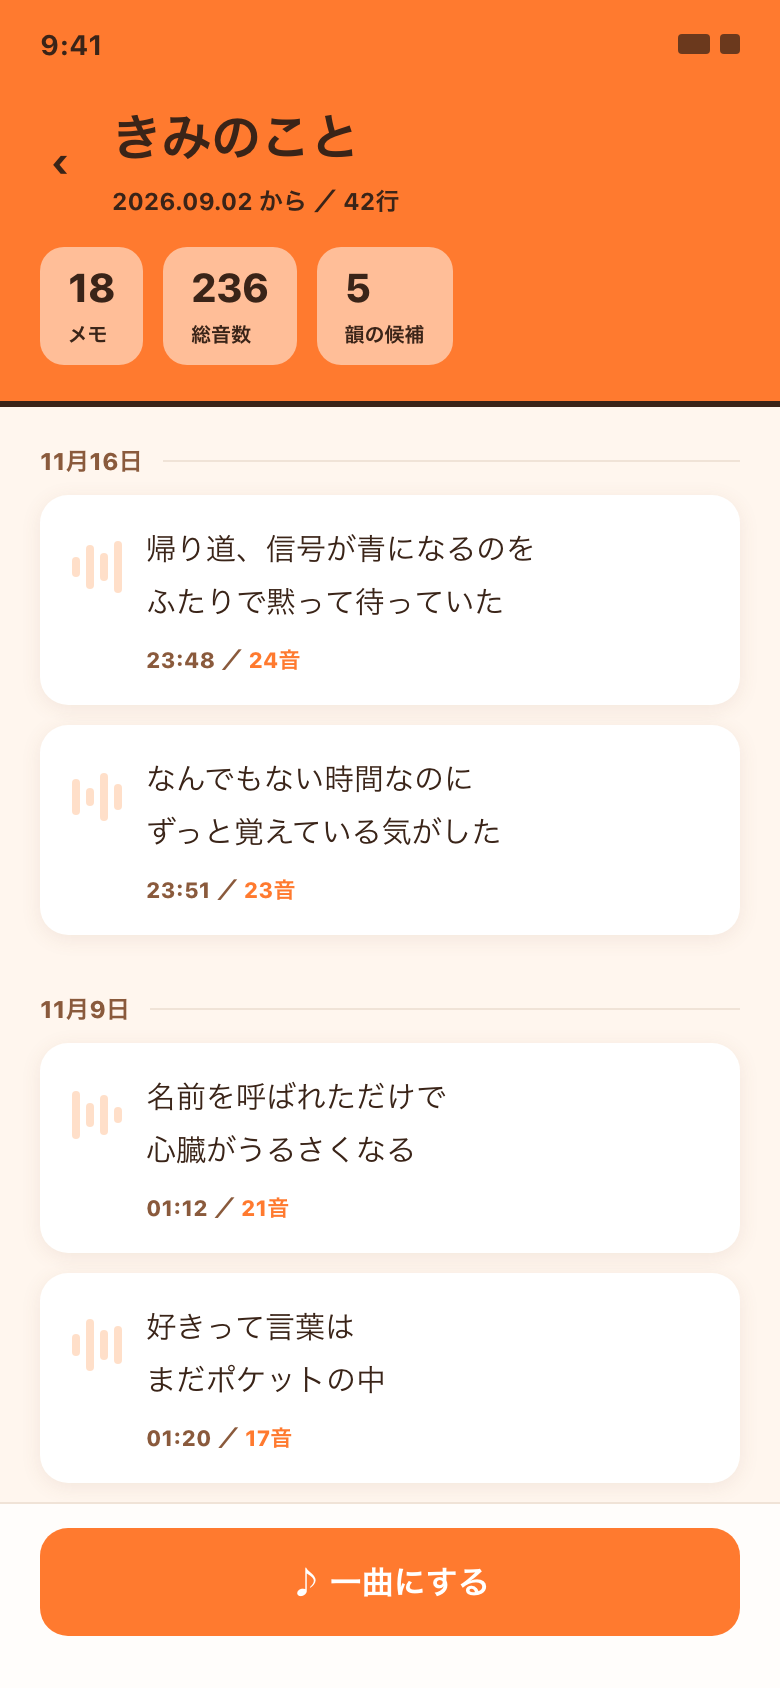 9:41
‹
きみのこと
2026.09.02 から ／ 42行
18
メモ
236
総音数
5
韻の候補
11月16日
帰り道、信号が青になるのを
ふたりで黙って待っていた
23:48 ／ 24音
なんでもない時間なのに
ずっと覚えている気がした
23:51 ／ 23音
11月9日
名前を呼ばれただけで
心臓がうるさくなる
01:12 ／ 21音
好きって言葉は
まだポケットの中
01:20 ／ 17音
♪ 一曲にする